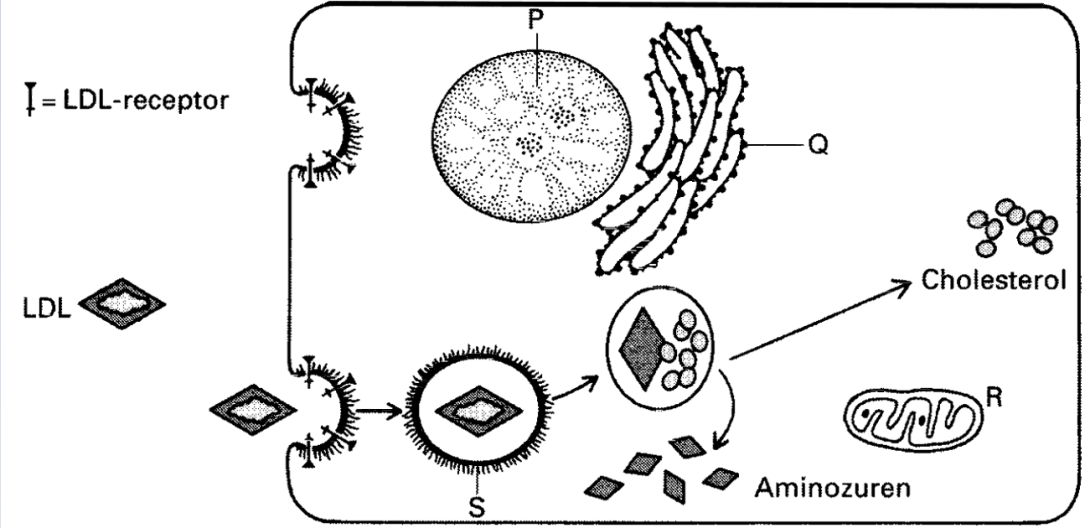 P
= LDL-receptor
Q
Cholesterol
LDL
R
Aminozuren
S